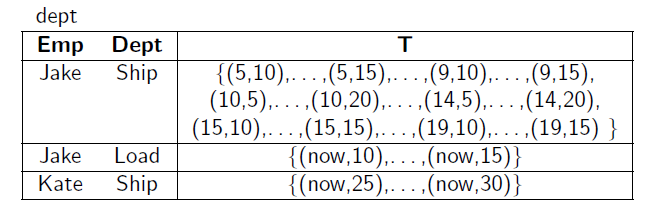 dept
Emp Dept T
Jake Ship {(5,10),...,(5,15),...,(9,10),...,(9,15),
(10,5),...,(10,20),...,(14,5),...,(14,20),
(15,10),...,(15,15),...,(19,10),...,(19,15) }
Jake Load {(now,10),...,(now,15)}
Kate Ship {(now,25),...,(now,30)}